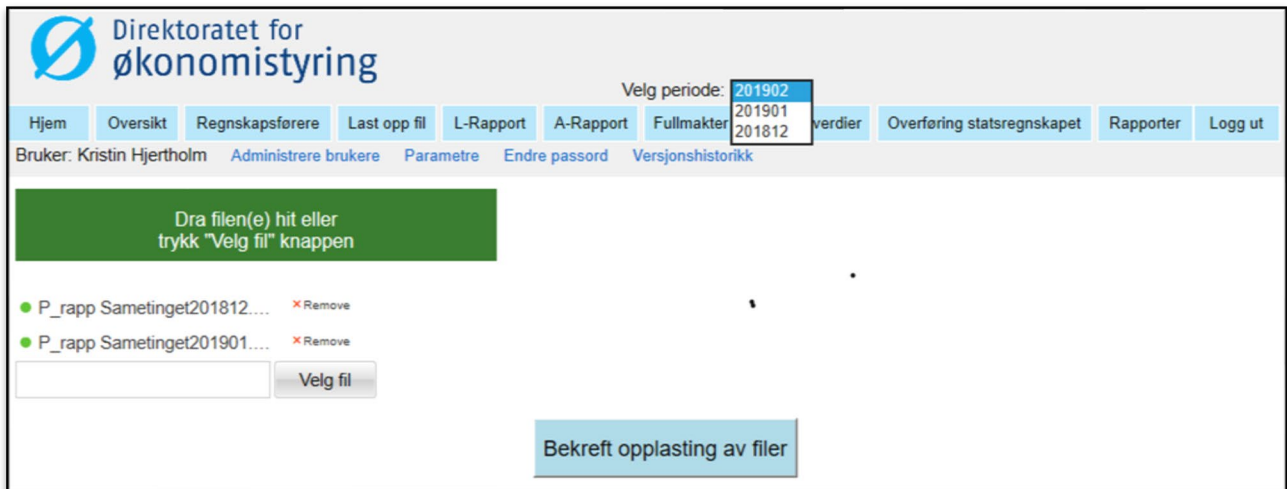 Direktoratet for
økonomistyring
Velg periode: 201902
201901
201812
Hjem Oversikt Regnskapsførere Last opp fil L-Rapport A-Rapport Fullmakter verdier Overføring statsregnskapet Rapporter Logg ut
Bruker: Kristin Hjertholm Administrere brukere Parametre Endre passord Versjonshistorikk
Dra filen(e) hit eller
trykk "Velg fil" knappen
P_rapp Sametinget201812.... ×Remove
P_rapp Sametinget201901.... ×Remove
Velg fil
Bekreft opplasting av filer